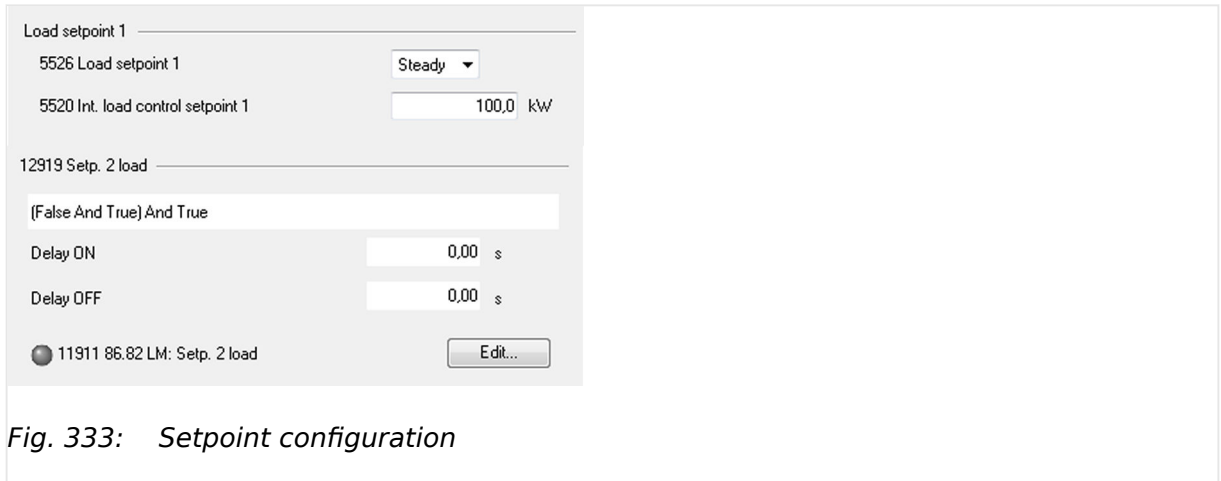 Load setpoint 1
5526 Load setpoint 1 Steady
5520 Int. load control setpoint 1 100,0 kW
12919 Setp. 2 load
(False And True) And True
Delay ON 0,00 s
Delay OFF 0,00 s
11911 86.82 LM: Setp. 2 load Edit...
Fig. 333: Setpoint configuration